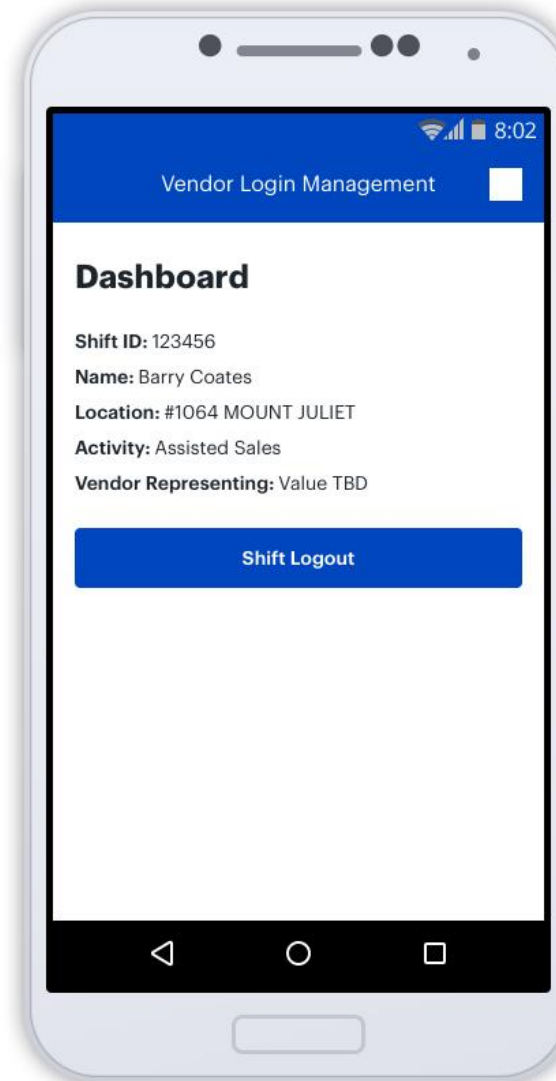 8:02
Vendor Login Management
Dashboard
Shift ID: 123456
Name: Barry Coates
Location: #1064 MOUNT JULIET
Activity: Assisted Sales
Vendor Representing: Value TBD
Shift Logout